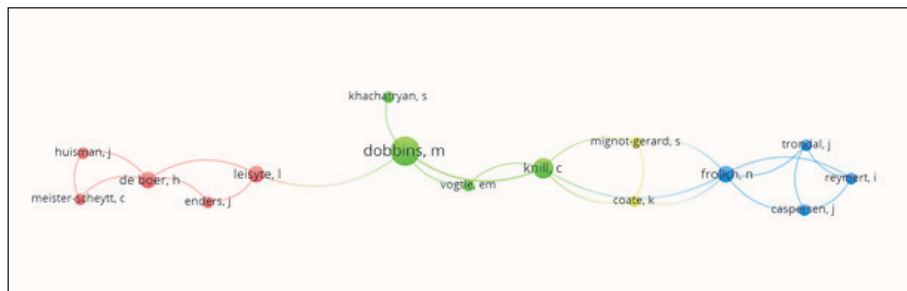 khachatryan, s
dobbins, m
mignot-gerard, s
trondal, j
huisman, j
de boer, h
leisyte, l
vogtle, em
knill, c
frolich, n
reymert, i
meister-scheytt, c
enders, j
coate, k
caspersen, j